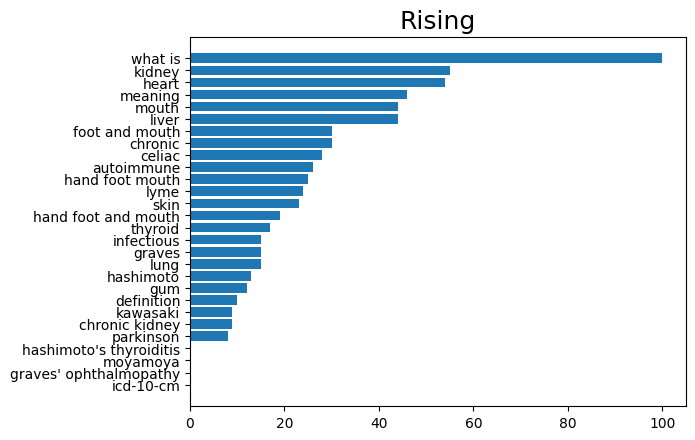 Rising
what is
kidney
heart
meaning
mouth
liver
foot and mouth
chronic
celiac
autoimmune
hand foot mouth
lyme
skin
hand foot and mouth
thyroid
infectious
graves
lung
hashimoto
gum
definition
kawasaki
chronic kidney
parkinson
hashimoto's thyroiditis
moyamoya
graves' ophthalmopathy
icd-10-cm
0 20 40 60 80 100